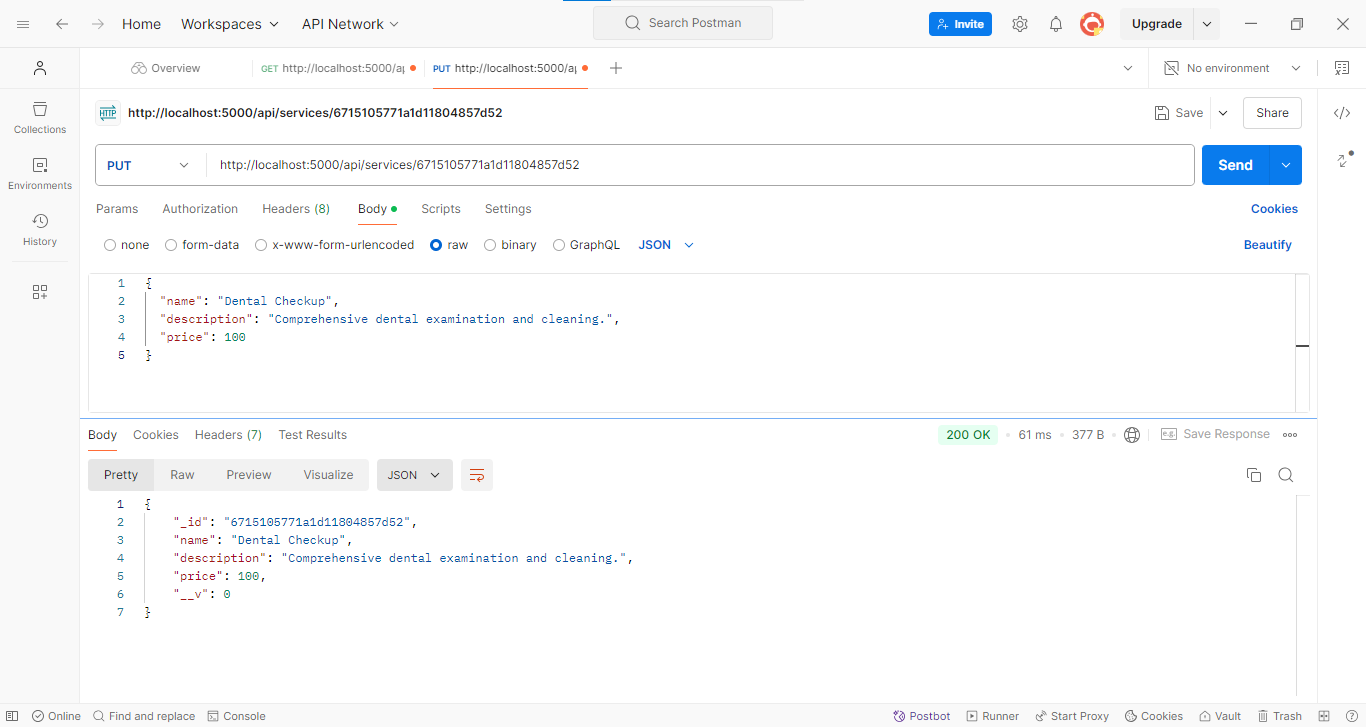 Home Workspaces API Network Search Postman Invite Upgrade
Overview GET http://localhost:5000/a PUT http://localhost:5000/a No environment
HTTP http://localhost:5000/api/services/6715105771a1d11804857d52 Save Share
PUT http://localhost:5000/api/services/6715105771a1d11804857d52 Send
Params Authorization Headers (8) Body Scripts Settings Cookies
none form-data x-www-form-urlencoded raw binary GraphQL JSON Beautify
Collections
Environments
History
1 {
2 "name": "Dental Checkup",
3 "description": "Comprehensive dental examination and cleaning.",
4 "price": 100
5 }
Body Cookies Headers (7) Test Results 200 OK 61 ms 377 B e.g. Save Response
Pretty Raw Preview Visualize JSON
1 {
2 "_id": "6715105771a1d11804857d52",
3 "name": "Dental Checkup",
4 "description": "Comprehensive dental examination and cleaning.",
5 "price": 100,
6 "__v": 0
7 }
Online Find and replace Console Postbot Runner Start Proxy Cookies Vault Trash